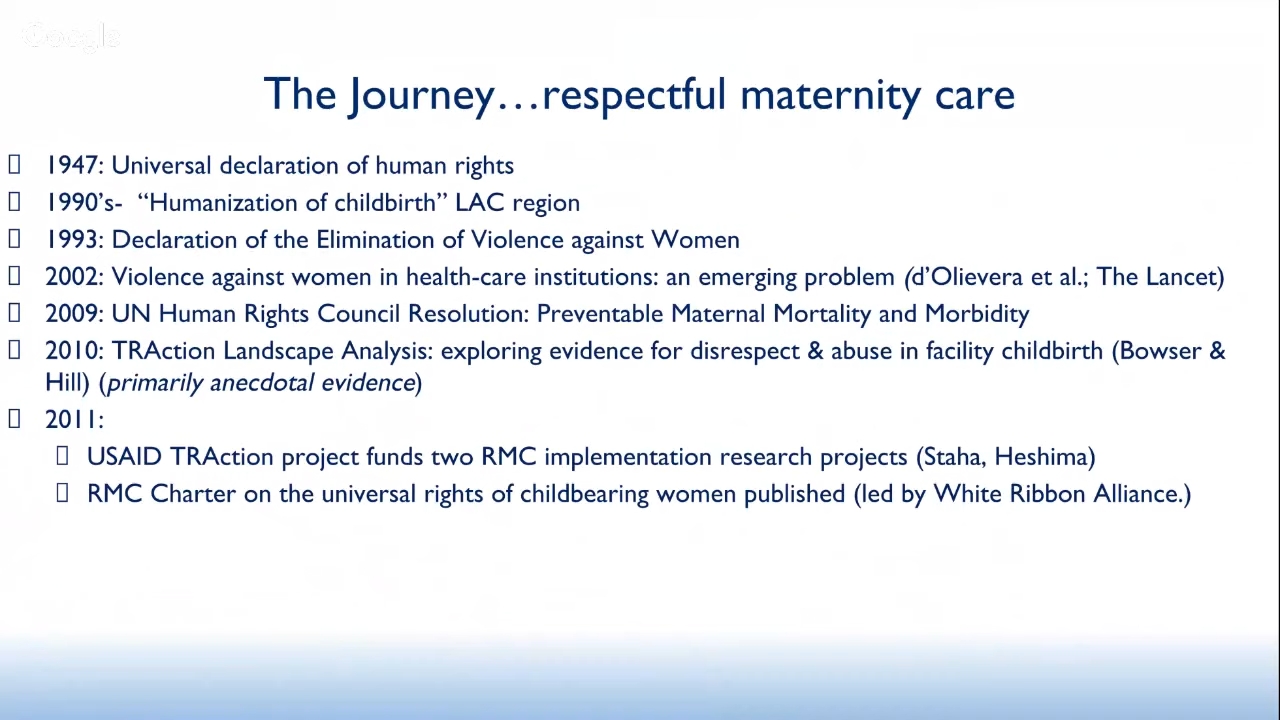 Google
The Journey…respectful maternity care
1947: Universal declaration of human rights
1990’s- “Humanization of childbirth” LAC region
1993: Declaration of the Elimination of Violence against Women
2002: Violence against women in health-care institutions: an emerging problem (d’Olievera et al.; The Lancet)
2009: UN Human Rights Council Resolution: Preventable Maternal Mortality and Morbidity
2010: TRAction Landscape Analysis: exploring evidence for disrespect & abuse in facility childbirth (Bowser &
Hill) (primarily anecdotal evidence)
2011:
USAID TRAction project funds two RMC implementation research projects (Staha, Heshima)
RMC Charter on the universal rights of childbearing women published (led by White Ribbon Alliance.)